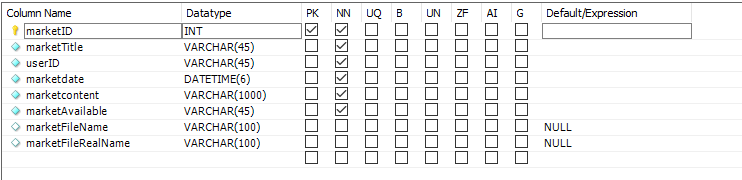 Column Name Datatype PK NN UQ B UN ZF AI G Default/Expression
marketID INT
marketTitle VARCHAR(45)
userID VARCHAR(45)
marketdate DATETIME(6)
marketcontent VARCHAR(1000)
marketAvailable VARCHAR(45)
marketFileName VARCHAR(100) NULL
marketFileRealName VARCHAR(100) NULL